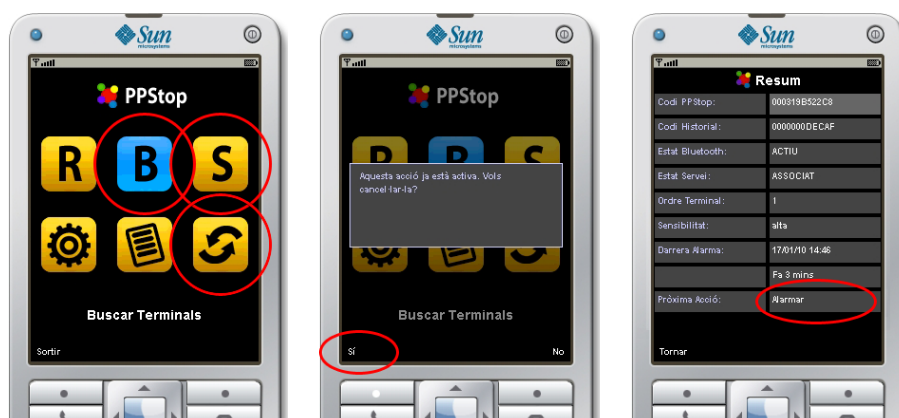 Sun
microsystems
PPStop
R B S
Buscar Terminals
Sortir
Sun
microsystems
PPStop
R B S
Aquesta acció ja està activa. Vols
cancel·lar-la?
Buscar Terminals
Sí No
Sun
microsystems
Resum
Codi PPStop: 000319B522C8
Codi Historial: 0000000DECAF
Estat Bluetooth: ACTIU
Estat Servei: ASSOCIAT
Ordre Terminal: 1
Sensibilitat: alta
Darrera Alarma: 17/01/10 14:46
Fa 3 mins
Pròxima Acció: Alarmar
Tornar